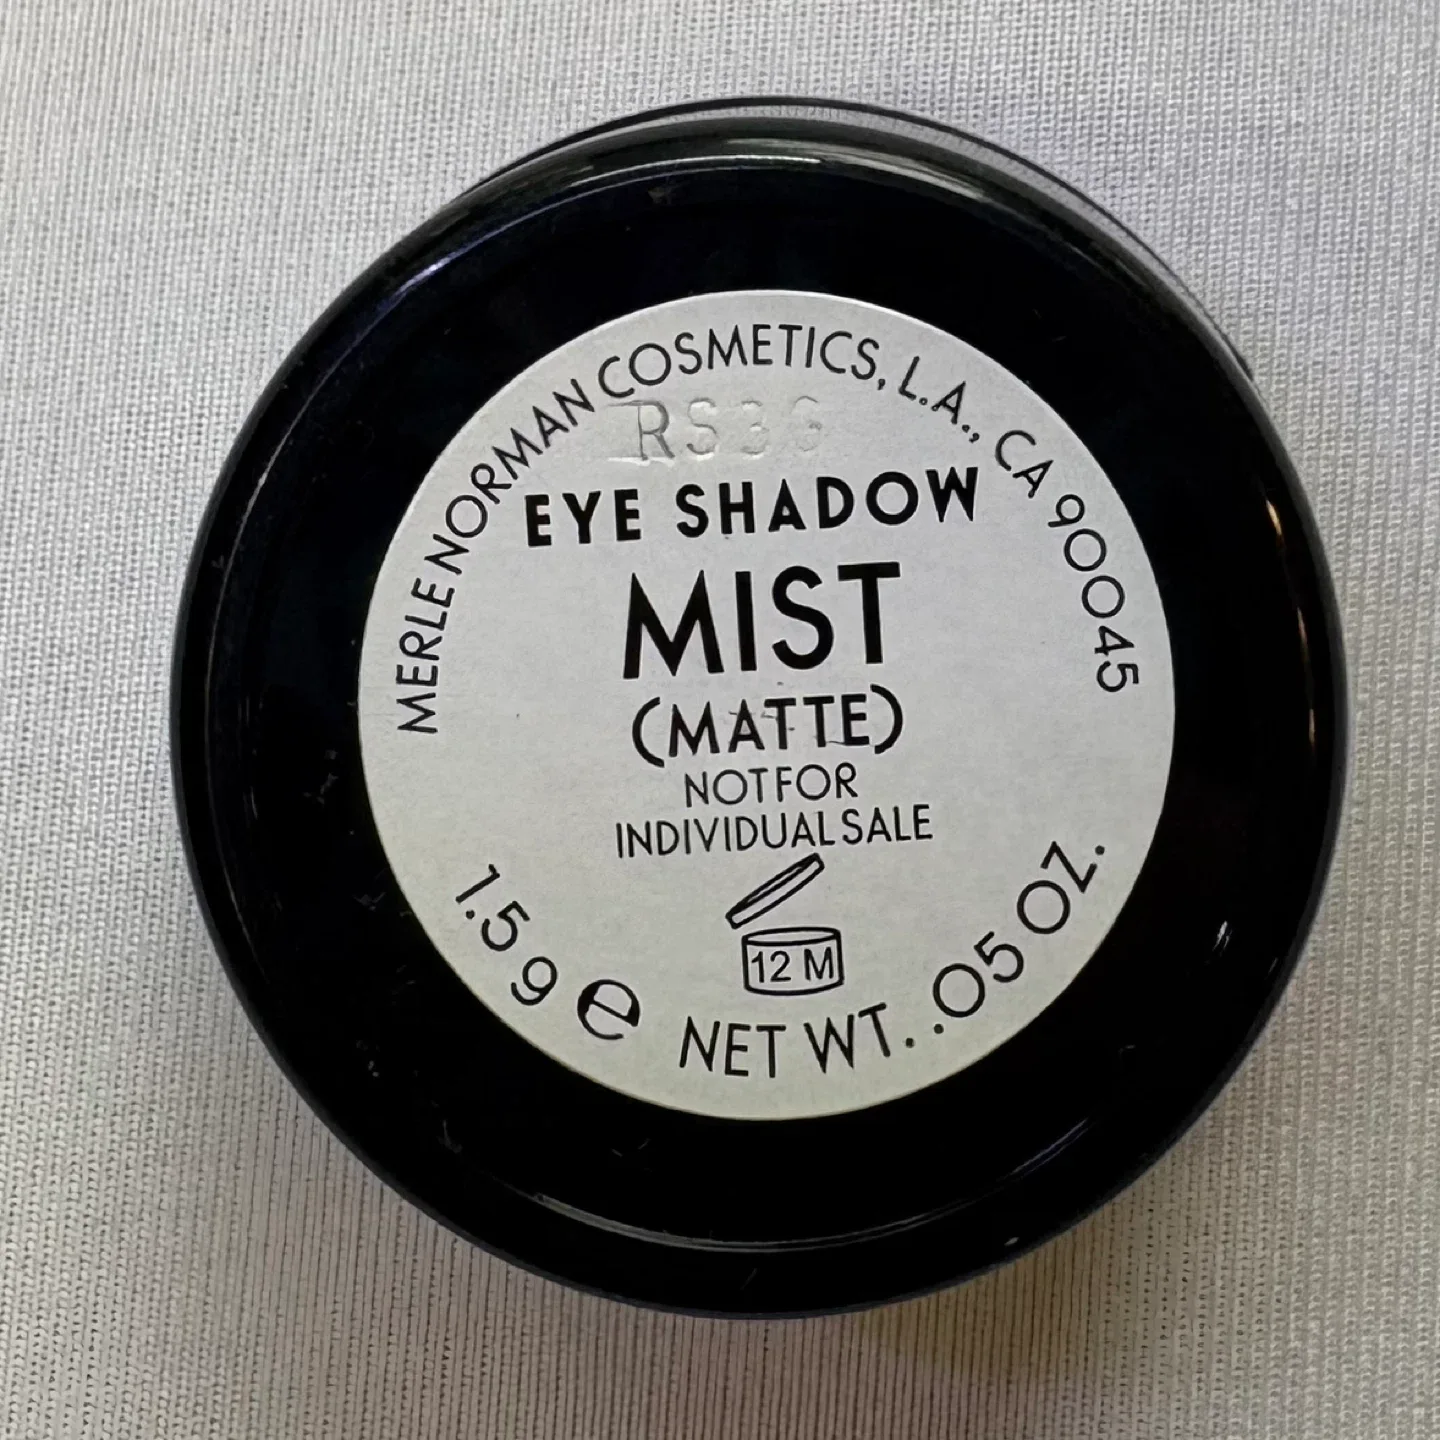 MERLE NORMAN COSMETICS, L.A., CA 90045
EYE SHADOW
MIST
(MATTE)
NOT FOR
INDIVIDUAL SALE
12 M
1.5 g e NET WT. .05 OZ.